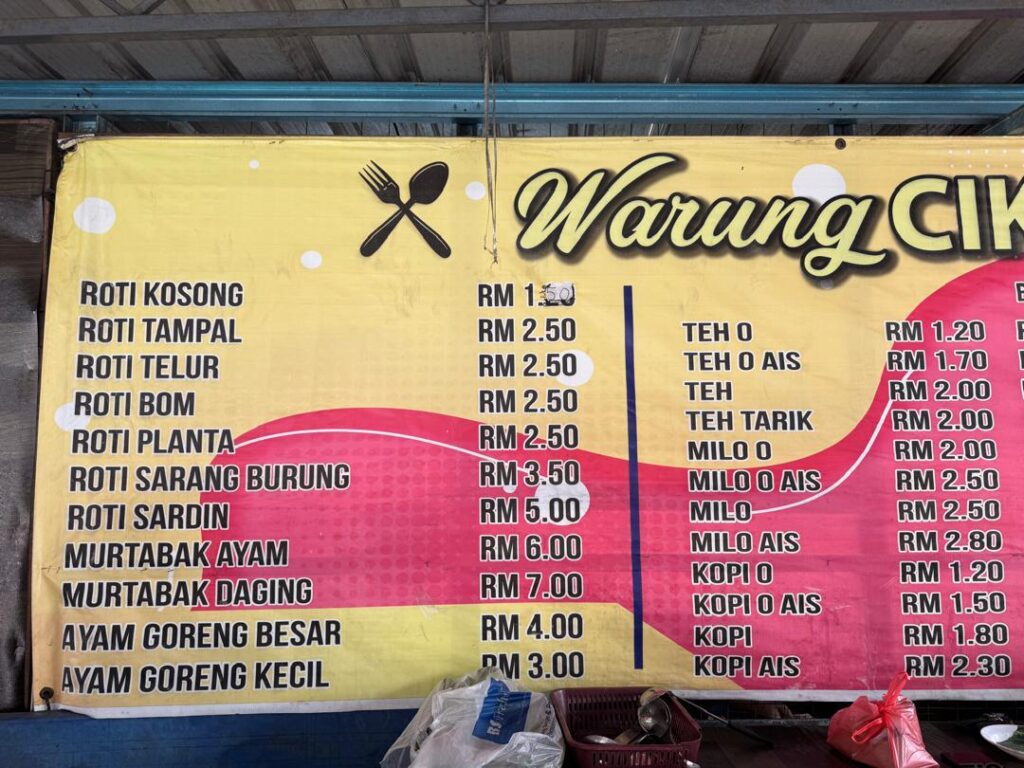 Warung CIK
ROTI KOSONG RM 1.50
ROTI TAMPAL RM 2.50
ROTI TELUR RM 2.50
ROTI BOM RM 2.50
ROTI PLANTA RM 2.50
ROTI SARANG BURUNG RM 3.50
ROTI SARDIN RM 5.00
MURTABAK AYAM RM 6.00
MURTABAK DAGING RM 7.00
AYAM GORENG BESAR RM 4.00
AYAM GORENG KECIL RM 3.00
TEH O RM 1.20
TEH O AIS RM 1.70
TEH RM 2.00
TEH TARIK RM 2.00
MILO O RM 2.00
MILO O AIS RM 2.50
MILO RM 2.50
MILO AIS RM 2.80
KOPI O RM 1.20
KOPI O AIS RM 1.50
KOPI RM 1.80
KOPI AIS RM 2.30